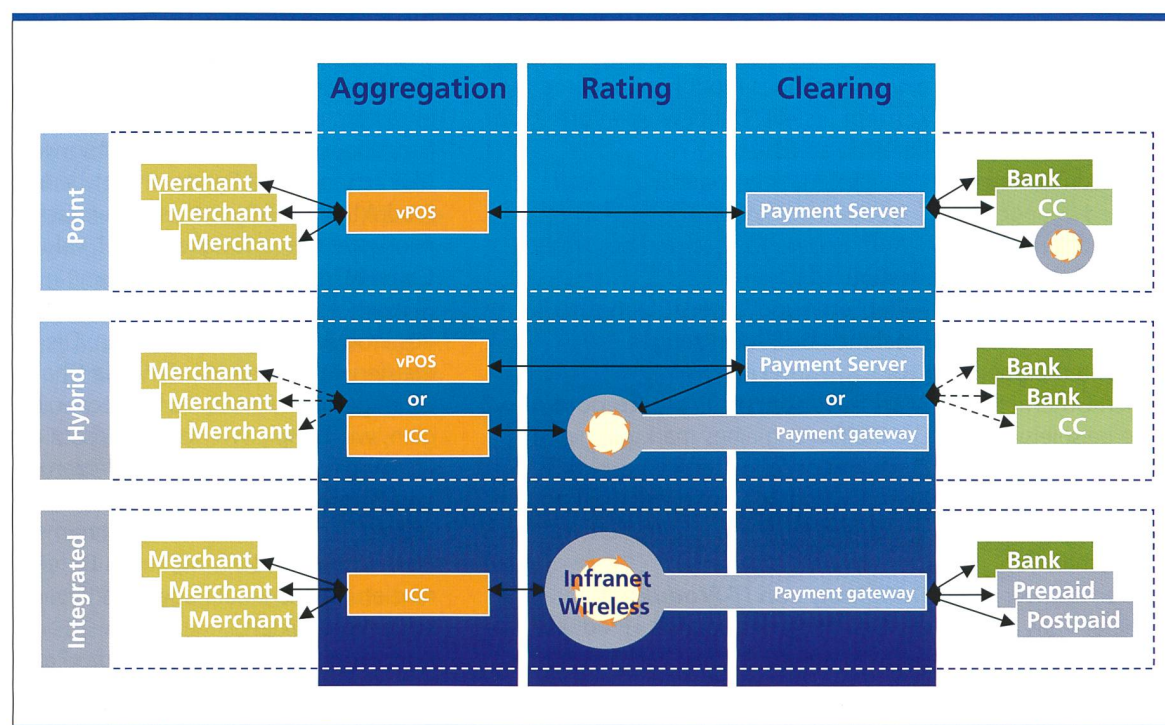 Aggregation
Rating
Clearing
Point
Merchant
Merchant
Merchant
vPOS
Payment Server
Bank
CC
Hybrid
Merchant
Merchant
Merchant
vPOS
or
ICC
Payment Server
or
Payment gateway
Bank
Bank
CC
Integrated
Merchant
Merchant
Merchant
ICC
Infranet
Wireless
Payment gateway
Bank
Prepaid
Postpaid